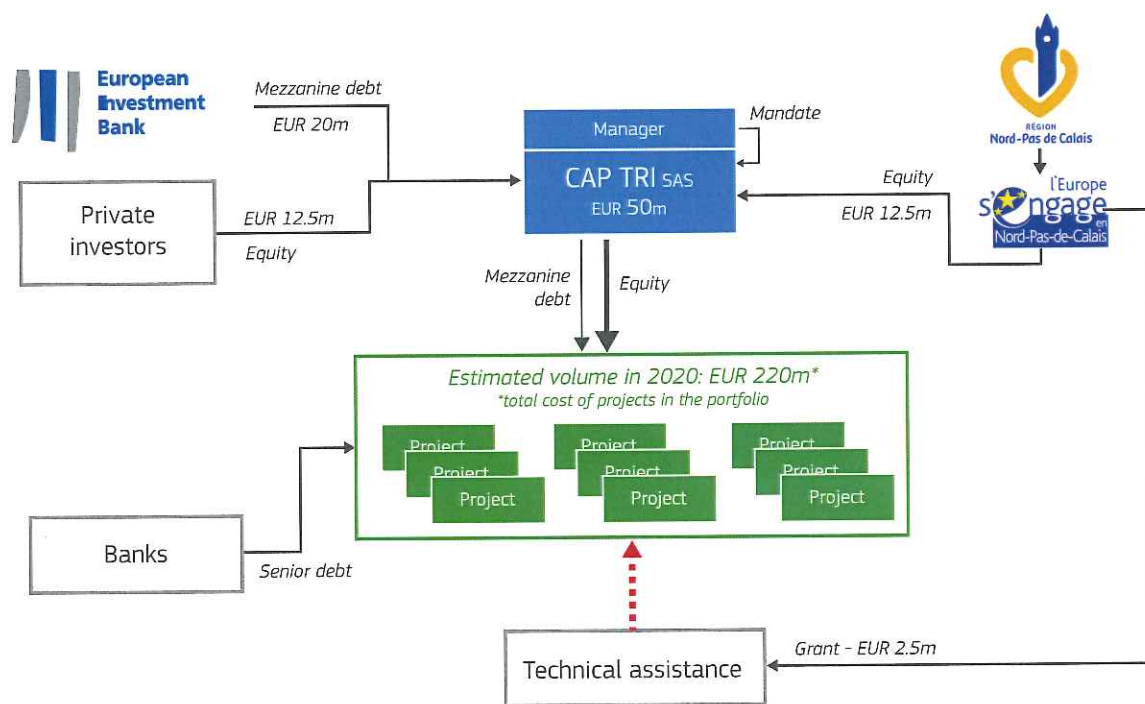 European
Investment
Bank
Mezzanine debt
EUR 20m
Private
investors
EUR 12.5m
Equity
Manager
Mandate
CAP TRI SAS
EUR 50m
RÉGION
Nord-Pas de Calais
Equity
EUR 12.5m
l'Europe
s'engage
en
Nord-Pas-de-Calais
Mezzanine
debt
Equity
Estimated volume in 2020: EUR 220m*
*total cost of projects in the portfolio
Project
Project
Project
Project
Project
Project
Project
Project
Project
Banks
Senior debt
Technical assistance
Grant - EUR 2.5m